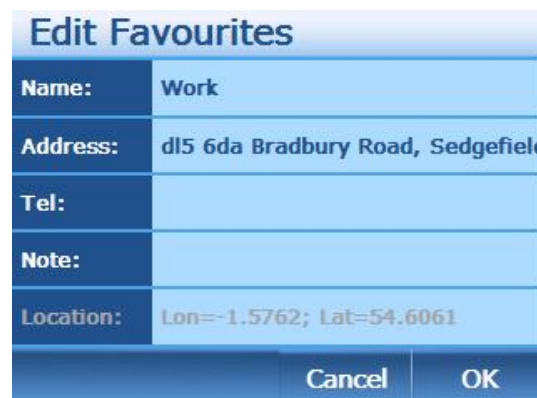 Edit Favourites
Name: Work
Address: dl5 6da Bradbury Road,
Tel:
Note:
Location: Lon=-1.5762; Lat=54.6061
Cancel OK